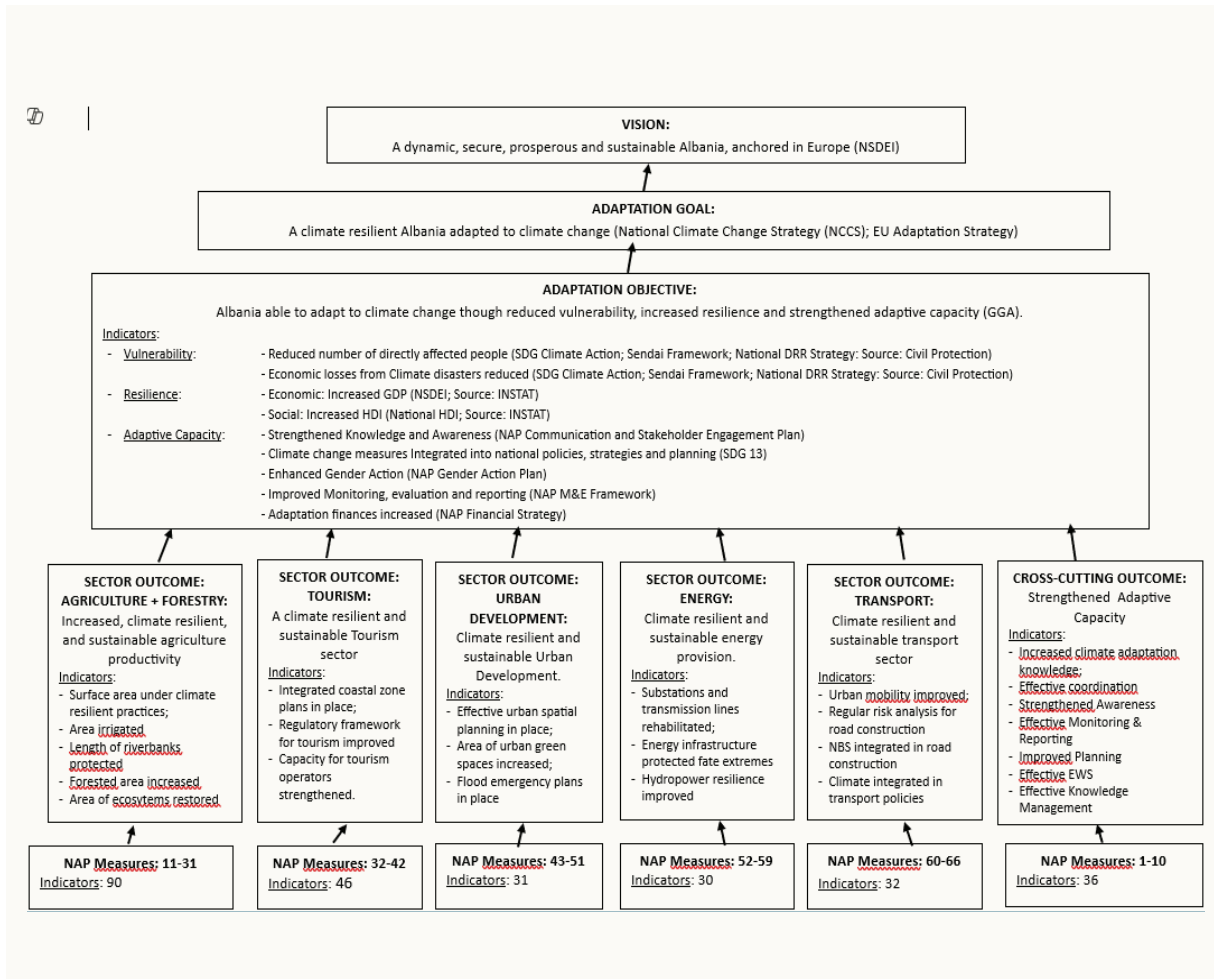 VISION:
A dynamic, secure, prosperous and sustainable Albania, anchored in Europe (NSDEI)
ADAPTATION GOAL:
A climate resilient Albania adapted to climate change (National Climate Change Strategy (NCCS); EU Adaptation Strategy)
ADAPTATION OBJECTIVE:
Albania able to adapt to climate change though reduced vulnerability, increased resilience and strengthened adaptive capacity (GGA).
Indicators:
- Vulnerability: - Reduced number of directly affected people (SDG Climate Action; Sendai Framework; National DRR Strategy: Source: Civil Protection)
- Economic losses from Climate disasters reduced (SDG Climate Action; Sendai Framework; National DRR Strategy: Source: Civil Protection)
- Resilience: - Economic: Increased GDP (NSDEI; Source: INSTAT)
- Social: Increased HDI (National HDI; Source: INSTAT)
- Adaptive Capacity: - Strengthened Knowledge and Awareness (NAP Communication and Stakeholder Engagement Plan)
- Climate change measures Integrated into national policies, strategies and planning (SDG 13)
- Enhanced Gender Action (NAP Gender Action Plan)
- Improved Monitoring, evaluation and reporting (NAP M&E Framework)
- Adaptation finances increased (NAP Financial Strategy)
SECTOR OUTCOME:
AGRICULTURE + FORESTRY:
Increased, climate resilient,
and sustainable agriculture
productivity
Indicators:
- Surface area under climate
resilient practices;
- Area irrigated
- Length of riverbanks
protected
- Forested area increased
- Area of ecosytems restored
SECTOR OUTCOME:
TOURISM:
A climate resilient and
sustainable Tourism
sector
Indicators:
- Integrated coastal zone
plans in place;
- Regulatory framework
for tourism improved
- Capacity for tourism
operators
strengthened.
SECTOR OUTCOME:
URBAN
DEVELOPMENT:
Climate resilient and
sustainable Urban
Development.
Indicators:
- Effective urban spatial
planning in place;
- Area of urban green
spaces increased;
- Flood emergency plans
in place
SECTOR OUTCOME:
ENERGY:
Climate resilient and
sustainable energy
provision.
Indicators:
- Substations and
transmission lines
rehabilitated;
- Energy infrastructure
protected fate extremes
- Hydropower resilience
improved
SECTOR OUTCOME:
TRANSPORT:
Climate resilient and
sustainable transport
sector
Indicators:
- Urban mobility improved;
- Regular risk analysis for
road construction
- NBS integrated in road
construction
- Climate integrated in
transport policies
CROSS-CUTTING OUTCOME:
Strengthened Adaptive
Capacity
Indicators:
- Increased climate adaptation
knowledge;
- Effective coordination
- Strengthened Awareness
- Effective Monitoring &
Reporting
- Improved Planning
- Effective EWS
- Effective Knowledge
Management
NAP Measures: 11-31
Indicators: 90
NAP Measures: 32-42
Indicators: 46
NAP Measures: 43-51
Indicators: 31
NAP Measures: 52-59
Indicators: 30
NAP Measures: 60-66
Indicators: 32
NAP Measures: 1-10
Indicators: 36